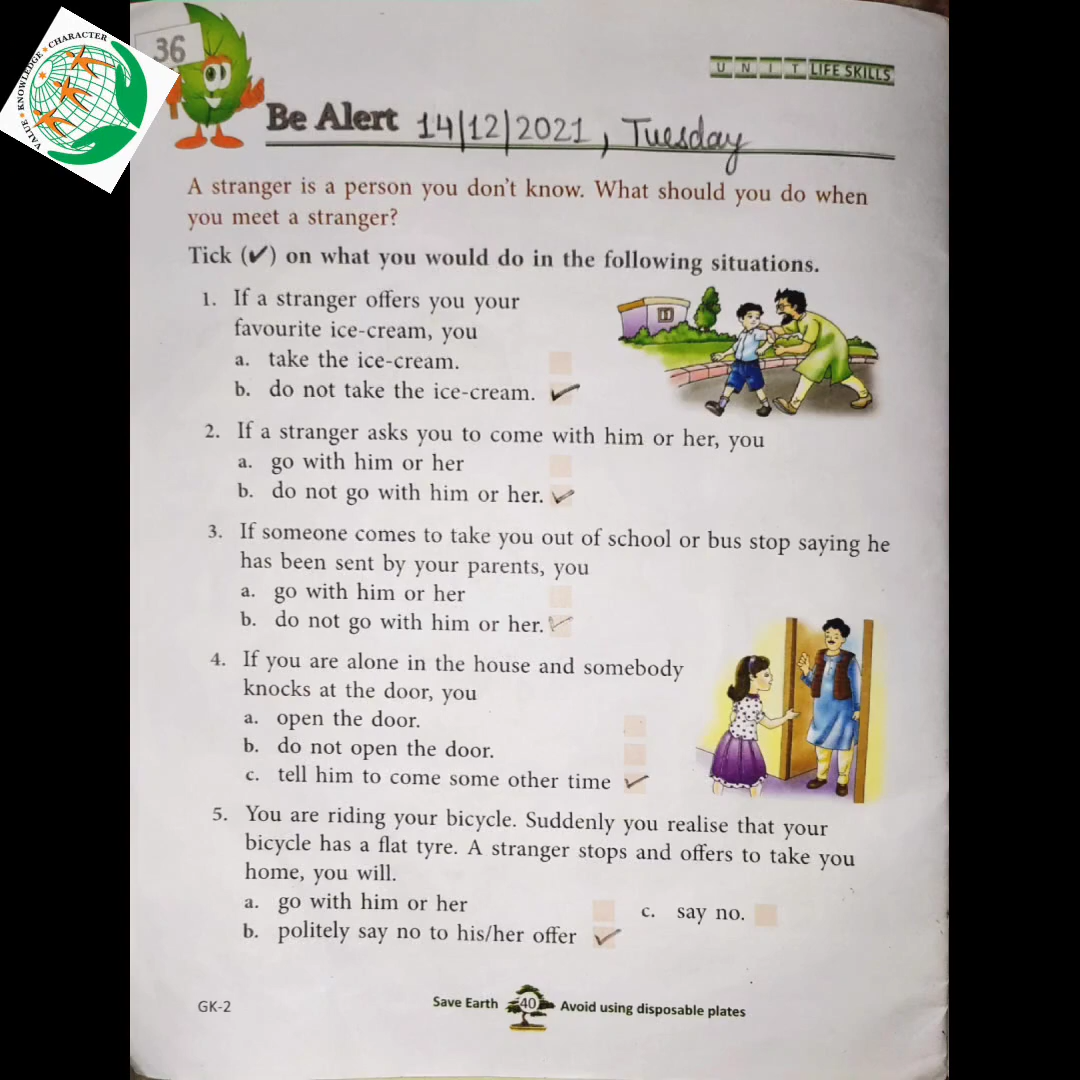 VALUE ★ KNOWLEDGE ★ CHARACTER
36
UNIT LIFE SKILLS
Be Alert 14/12/2021, Tuesday
A stranger is a person you don't know. What should you do when
you meet a stranger?
Tick (✔) on what you would do in the following situations.
1. If a stranger offers you your
favourite ice-cream, you
a. take the ice-cream.
b. do not take the ice-cream. ✓
2. If a stranger asks you to come with him or her, you
a. go with him or her
b. do not go with him or her. ✓
3. If someone comes to take you out of school or bus stop saying he
has been sent by your parents, you
a. go with him or her
b. do not go with him or her. ✓
4. If you are alone in the house and somebody
knocks at the door, you
a. open the door.
b. do not open the door.
c. tell him to come some other time ✓
5. You are riding your bicycle. Suddenly you realise that your
bicycle has a flat tyre. A stranger stops and offers to take you
home, you will.
a. go with him or her
c. say no.
b. politely say no to his/her offer ✓
GK-2
Save Earth 40 Avoid using disposable plates